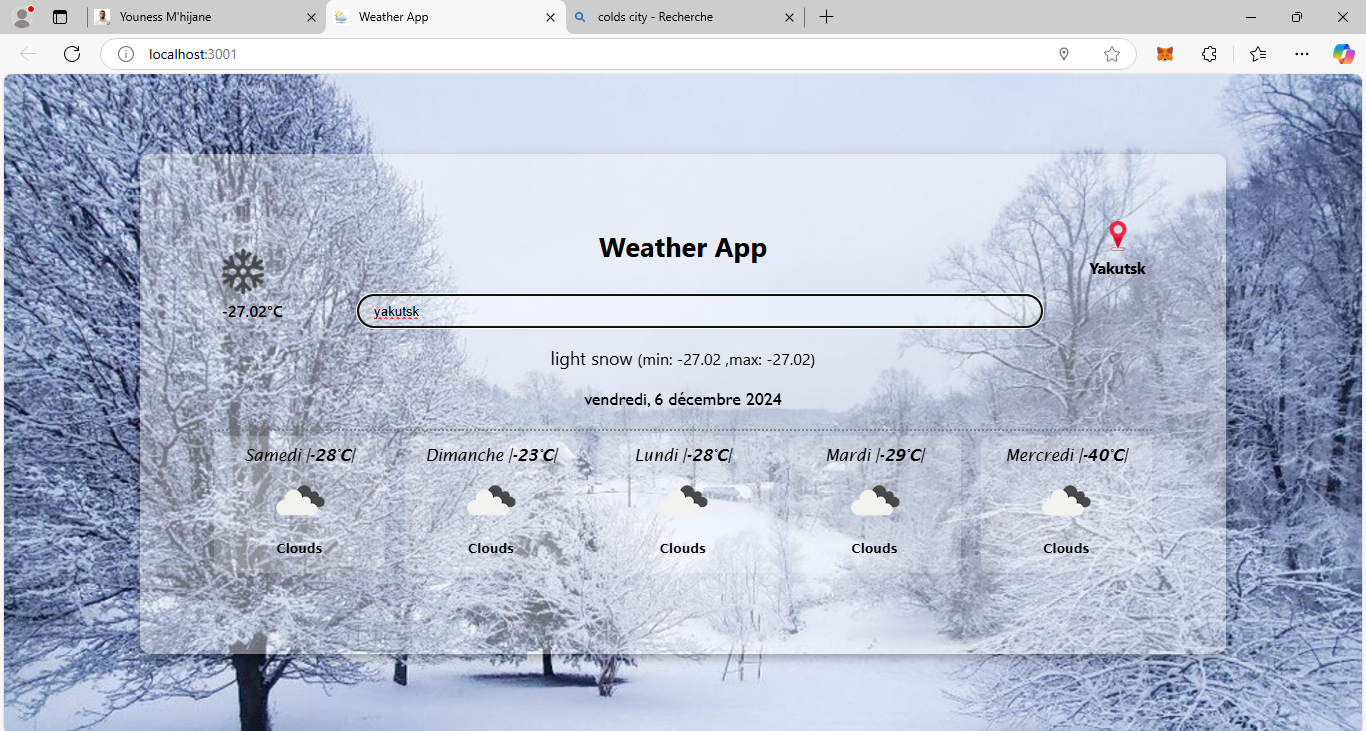 Youness M'hijane
Weather App
colds city - Recherche
localhost:3001
Weather App
Yakutsk
-27.02°C
yakutsk
light snow (min: -27.02 ,max: -27.02)
vendredi, 6 décembre 2024
Samedi |-28°C| Dimanche |-23°C| Lundi |-28°C| Mardi |-29°C| Mercredi |-40°C|
Clouds Clouds Clouds Clouds Clouds